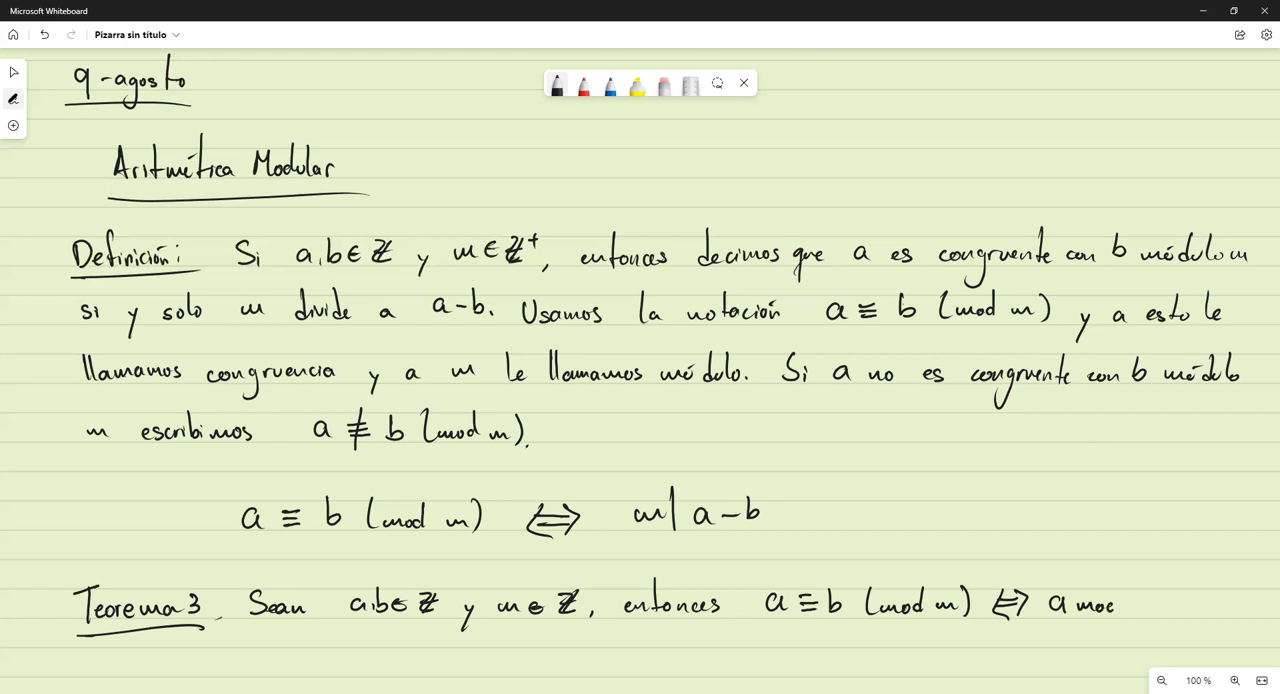 Microsoft Whiteboard
Pizarra sin título
9-agosto
Aritmética Modular
Definición: Si a,b∈ℤ y m∈ℤ⁺, entonces decimos que a es congruente con b módulo m
si y solo m divide a a-b. Usamos la notación a≡b (mod m) y a esto le
llamamos congruencia y a m le llamamos módulo. Si a no es congruente con b módulo
m escribimos a≢b (mod m).
a≡b (mod m) ⇔ m|a-b
Teorema 3. Sean a,b∈ℤ y m∈ℤ, entonces a≡b (mod m) ⇔ a moc
100 %